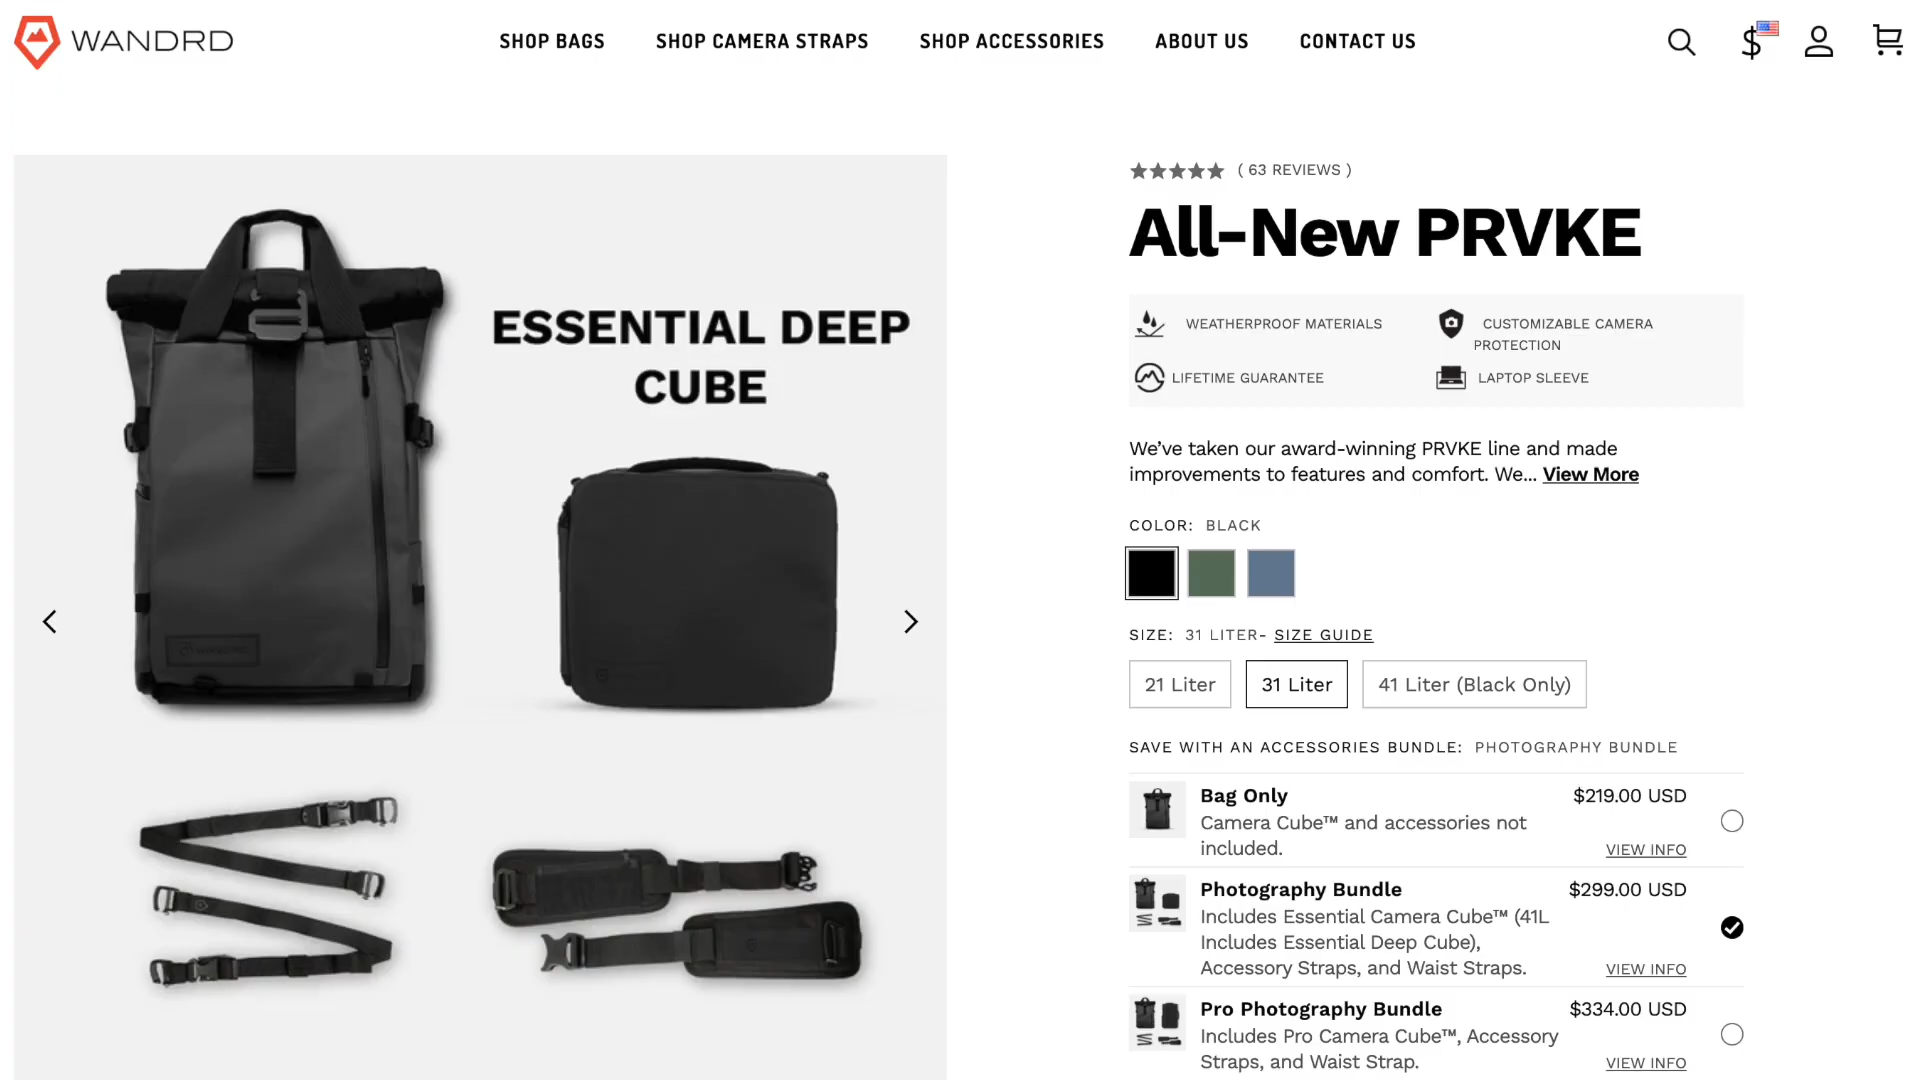 WANDRD
SHOP BAGS
SHOP CAMERA STRAPS
SHOP ACCESSORIES
ABOUT US
CONTACT US
$
ESSENTIAL DEEP
CUBE
( 63 REVIEWS )
All-New PRVKE
WEATHERPROOF MATERIALS
CUSTOMIZABLE CAMERA
PROTECTION
LIFETIME GUARANTEE
LAPTOP SLEEVE
We’ve taken our award-winning PRVKE line and made
improvements to features and comfort. We... View More
COLOR: BLACK
SIZE: 31 LITER- SIZE GUIDE
21 Liter
31 Liter
41 Liter (Black Only)
SAVE WITH AN ACCESSORIES BUNDLE: PHOTOGRAPHY BUNDLE
Bag Only $219.00 USD
Camera Cube™ and accessories not
included. VIEW INFO
Photography Bundle $299.00 USD
Includes Essential Camera Cube™ (41L
Includes Essential Deep Cube),
Accessory Straps, and Waist Straps. VIEW INFO
Pro Photography Bundle $334.00 USD
Includes Pro Camera Cube™, Accessory
Straps, and Waist Strap. VIEW INFO